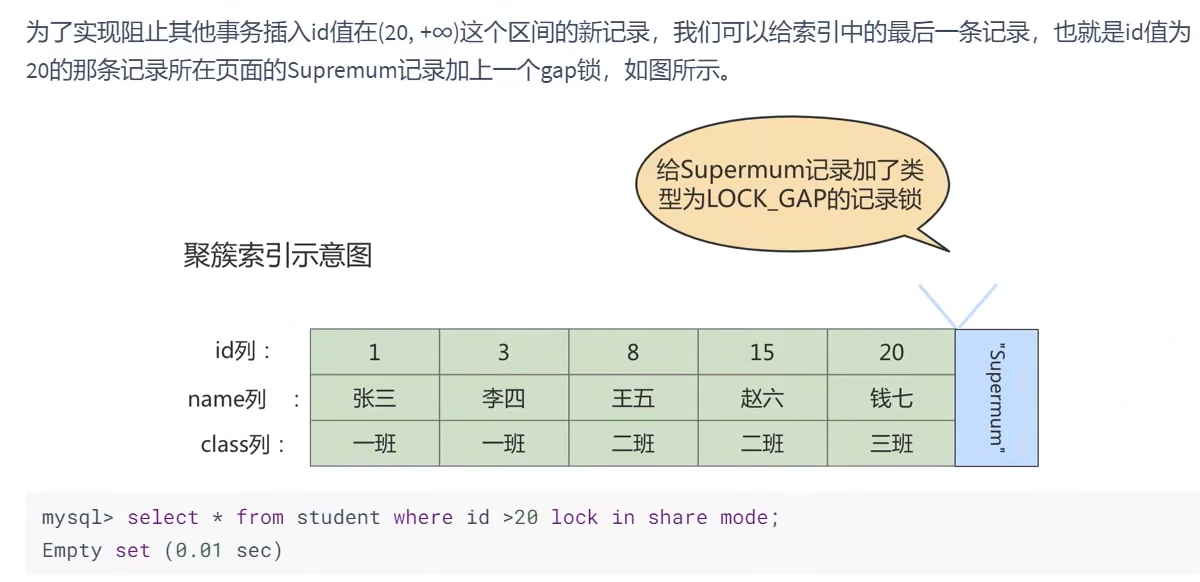 为了实现阻止其他事务插入id值在(20, +∞)这个区间的新记录，我们可以给索引中的最后一条记录，也就是id值为
20的那条记录所在页面的Supremum记录加上一个gap锁，如图所示。
给Supermum记录加了类
型为LOCK_GAP的记录锁
聚簇索引示意图
id列： 1 3 8 15 20
name列 ： 张三 李四 王五 赵六 钱七
class列： 一班 一班 二班 二班 三班
"Supermum"
mysql> select * from student where id >20 lock in share mode;
Empty set (0.01 sec)